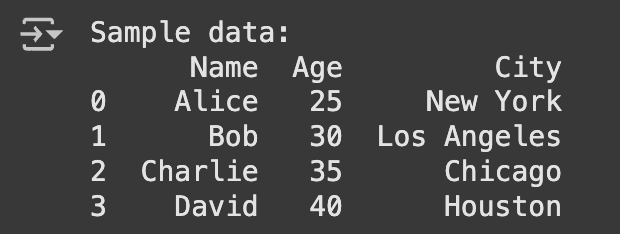 Sample data:
Name Age City
0 Alice 25 New York
1 Bob 30 Los Angeles
2 Charlie 35 Chicago
3 David 40 Houston